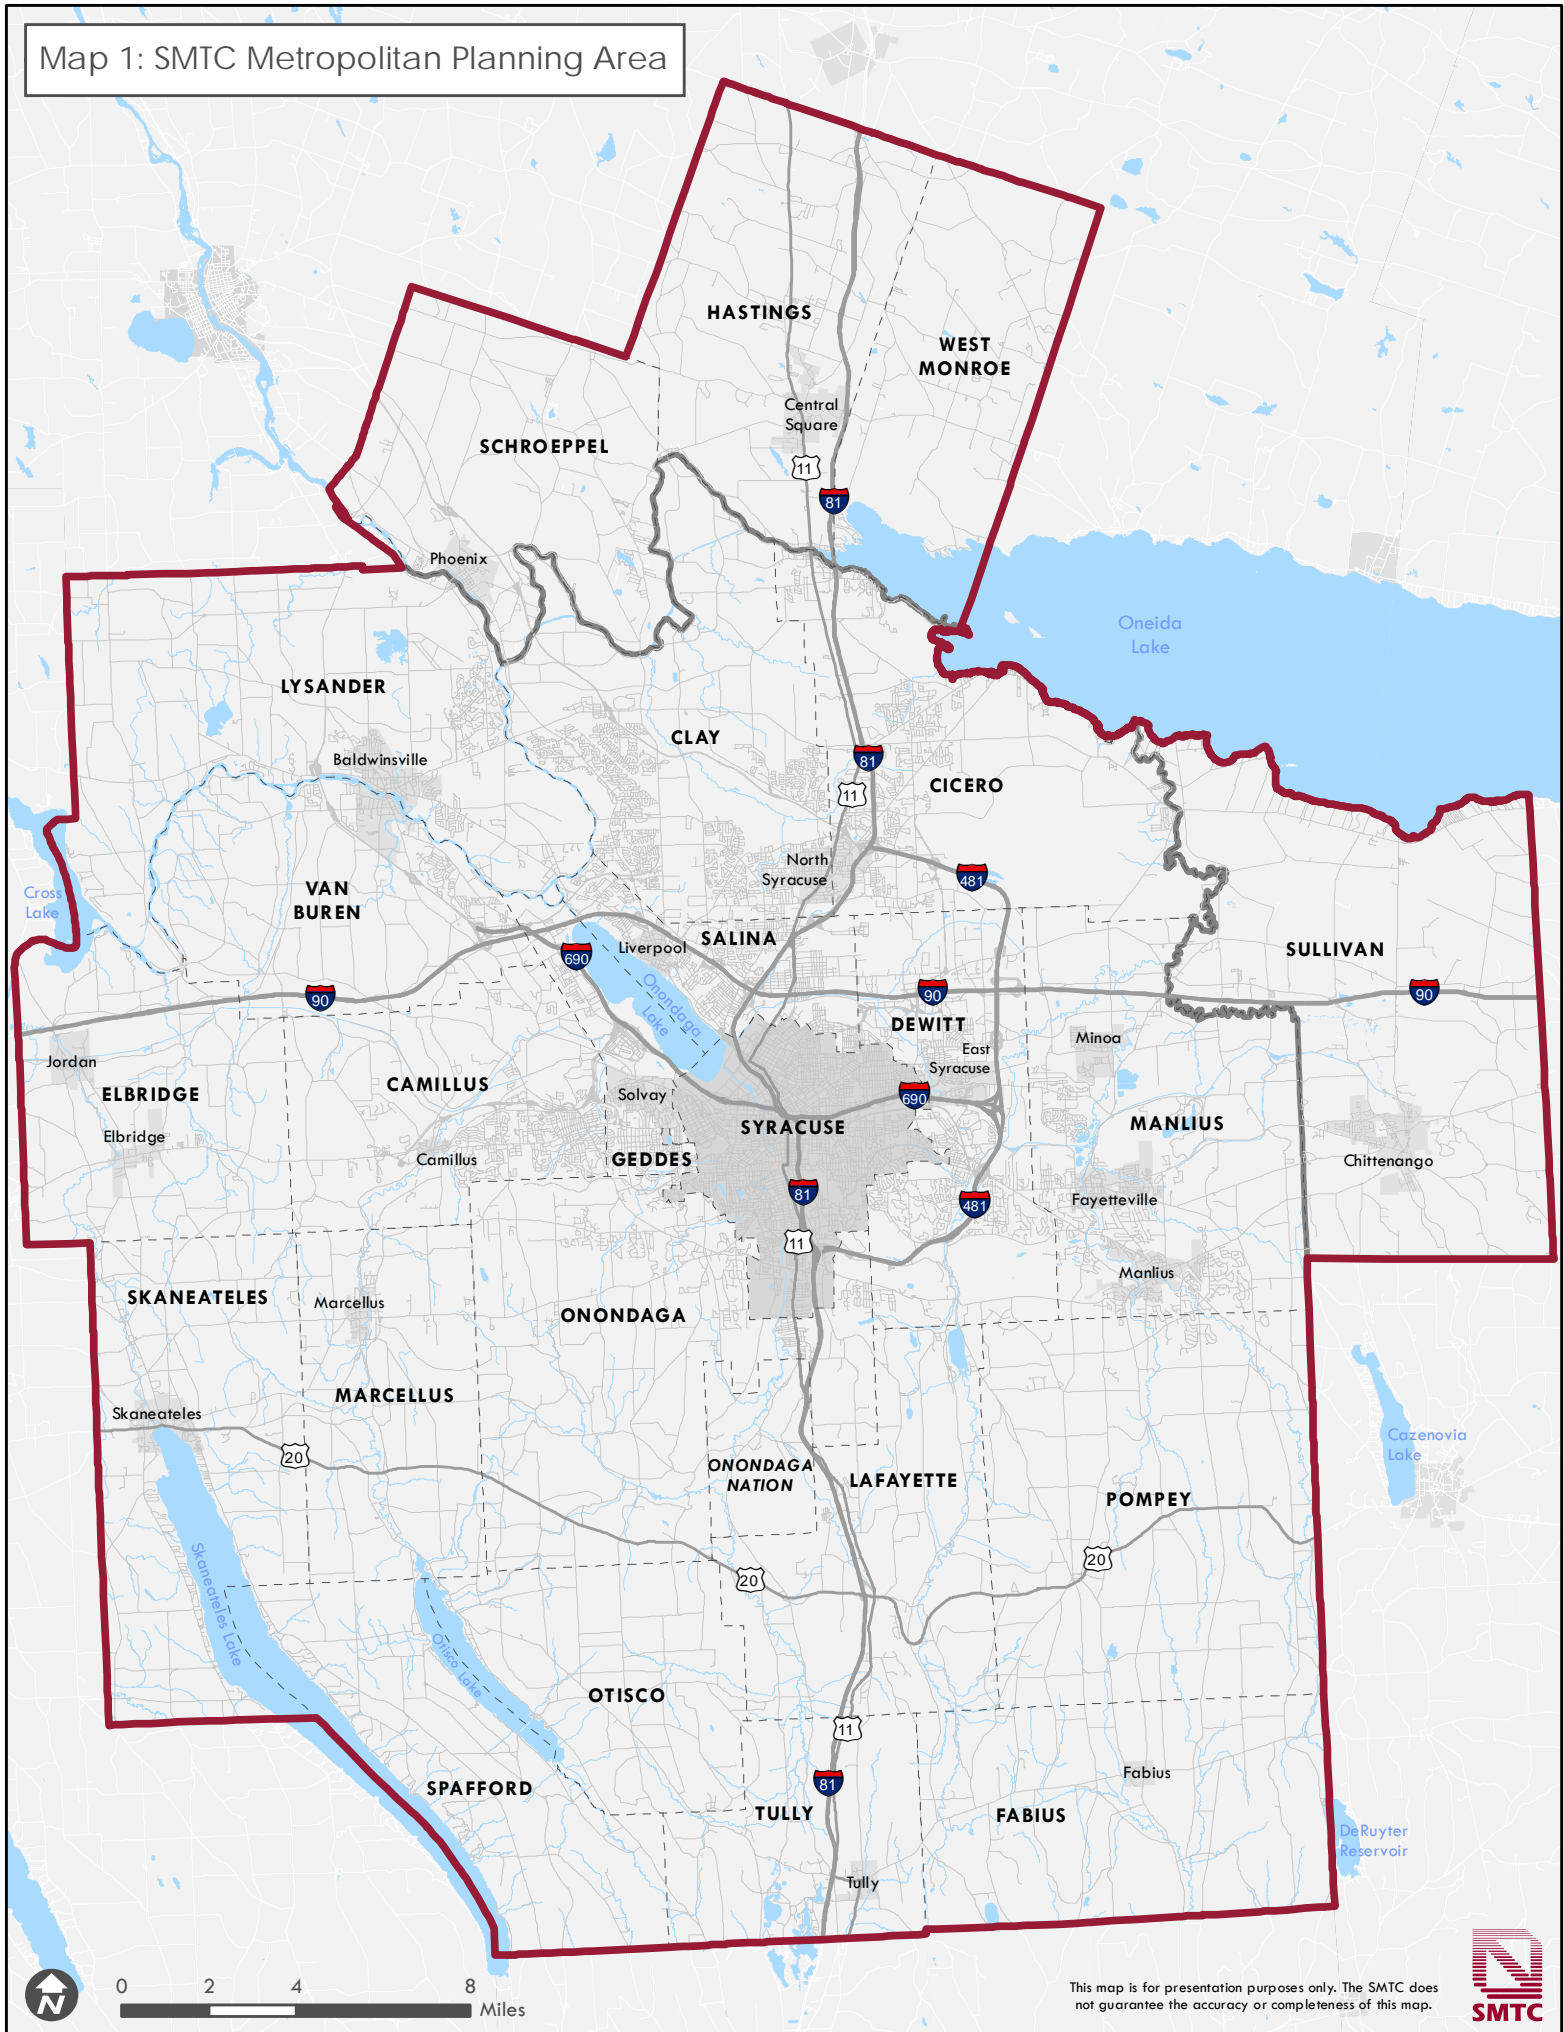 Map 1: SMTC Metropolitan Planning Area
HASTINGS
WEST
MONROE
Central
Square
SCHROEPPEL
11
81
Phoenix
Oneida
Lake
LYSANDER
CLAY
Baldwinsville
81
CICERO
11
North
Syracuse
481
Cross
Lake
VAN
BUREN
Liverpool
SALINA
690
SULLIVAN
90
90
90
Onondaga
Lake
DEWITT
East
Syracuse
Minoa
Jordan
ELBRIDGE
CAMILLUS
Solvay
690
SYRACUSE
MANLIUS
Elbridge
Camillus
GEDDES
Chittenango
81
481
Fayetteville
11
Manlius
SKANEATELES
Marcellus
ONONDAGA
MARCELLUS
Skaneateles
20
Cazenovia
Lake
ONONDAGA
NATION
LAFAYETTE
POMPEY
20
20
Skaneateles Lake
Otisco Lake
OTISCO
11
81
SPAFFORD
TULLY
Fabius
FABIUS
DeRuyter
Reservoir
Tully
N
0 2 4 8
Miles
This map is for presentation purposes only. The SMTC does
not guarantee the accuracy or completeness of this map.
SMTC